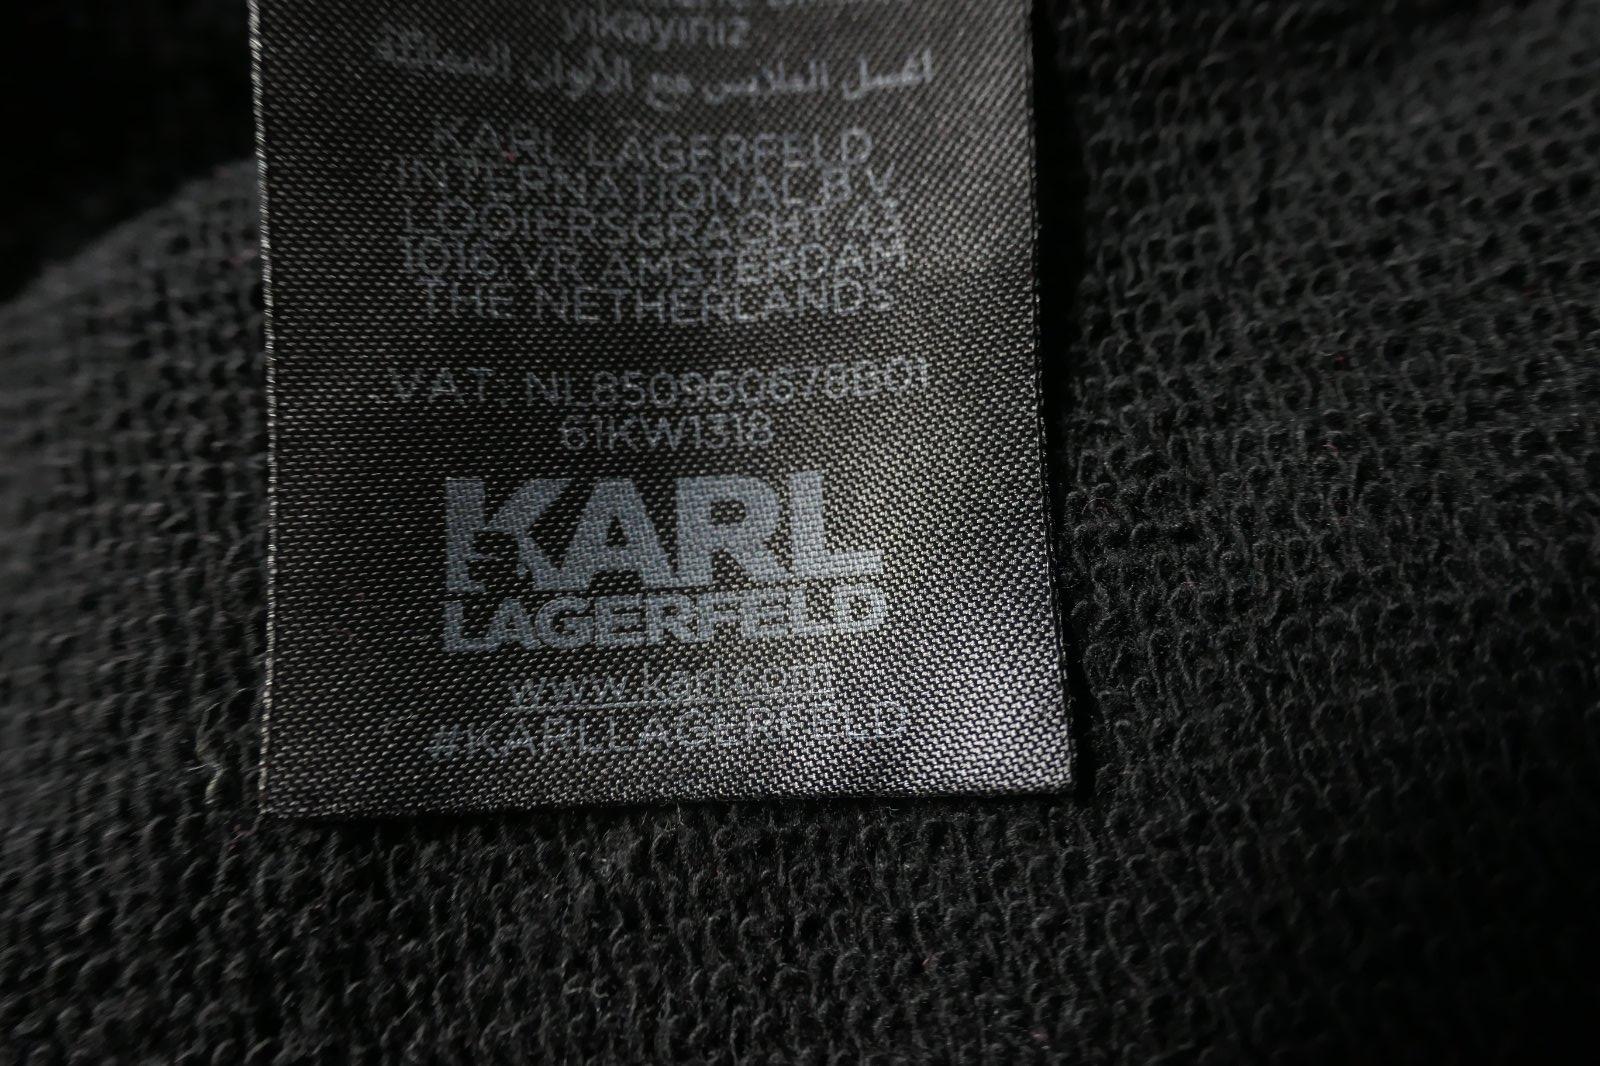 yıkayınız
اغسل الملابس مع الألوان المماثلة
KARL LAGERFELD
INTERNATIONAL B.V.
LOOIERSGRACHT 43
1016 VR AMSTERDAM
THE NETHERLANDS
VAT: NL850960678B01
61KW1318
KARL
LAGERFELD
www.karl.com
#KARLLAGERFELD